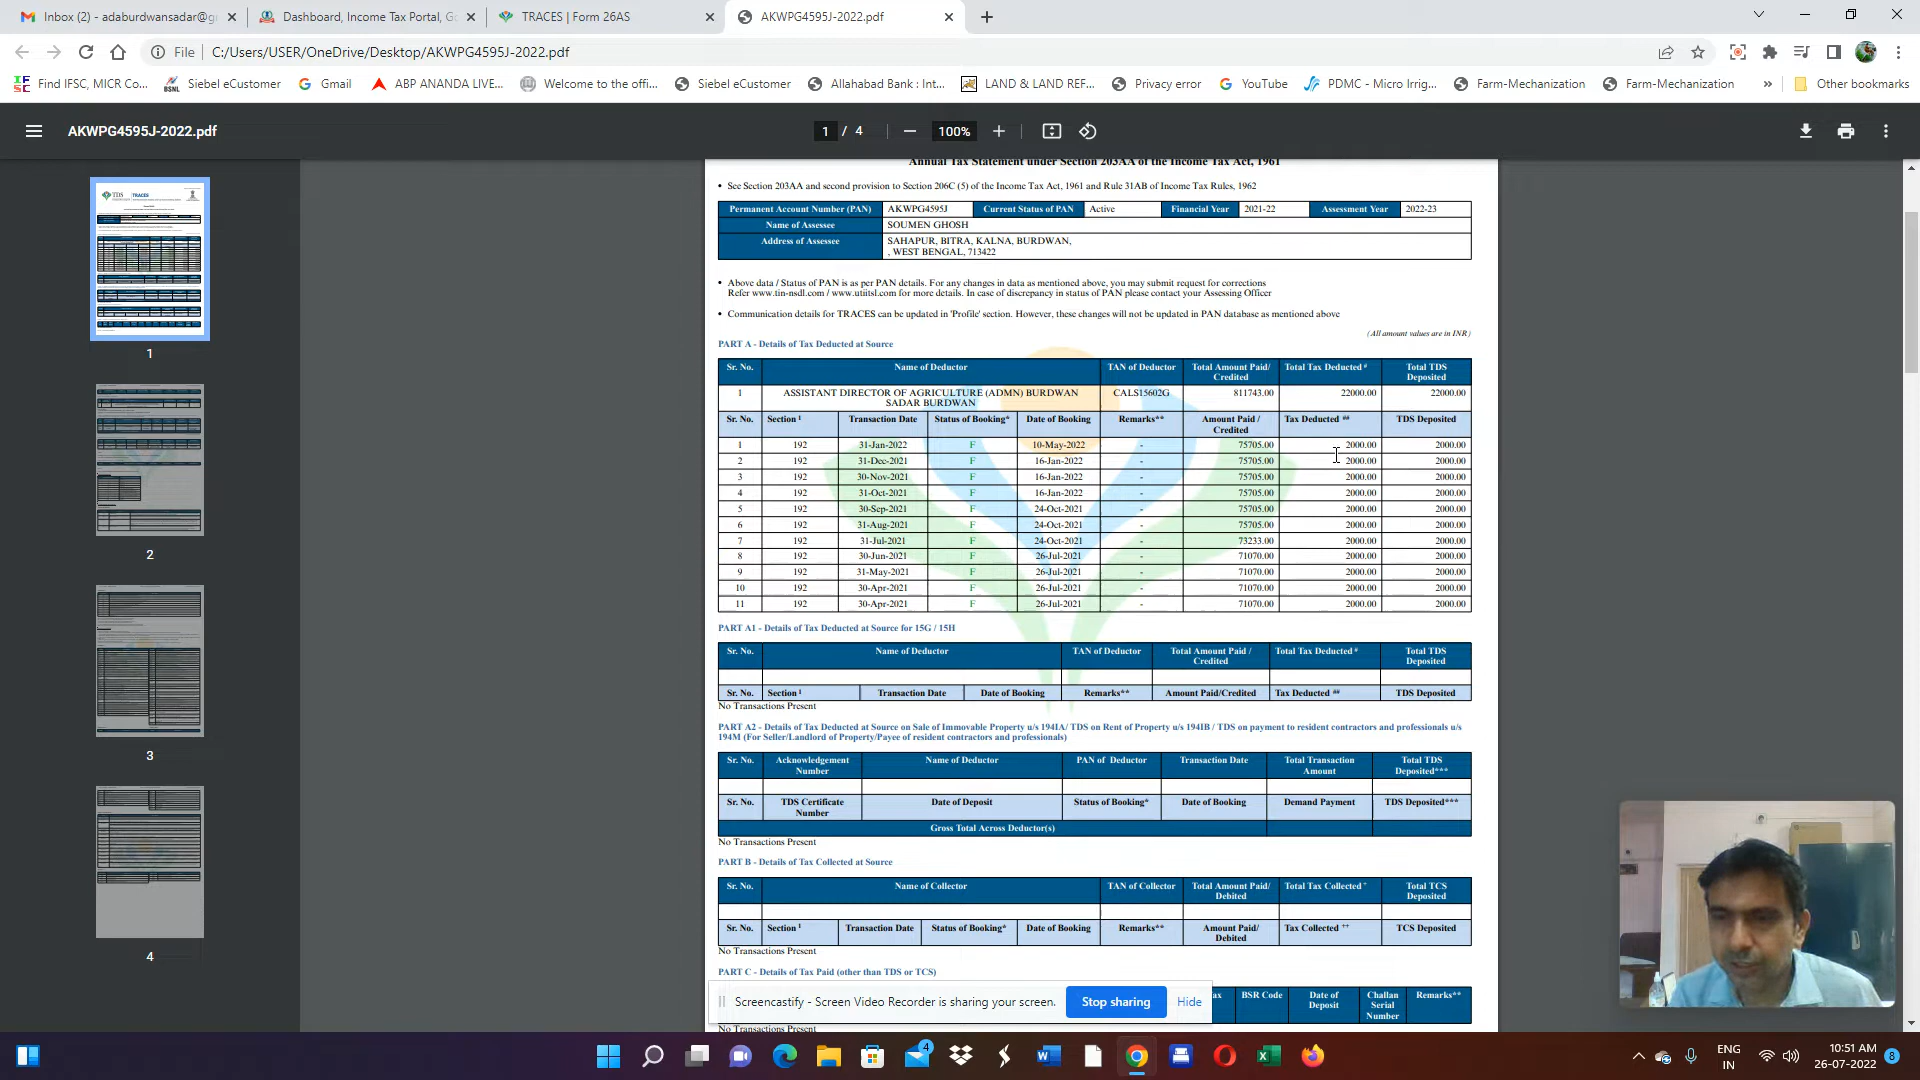 Inbox (2) - adaburdwansadar@g
Dashboard, Income Tax Portal, Go
TRACES | Form 26AS
AKWPG4595J-2022.pdf
File
C:/Users/USER/OneDrive/Desktop/AKWPG4595J-2022.pdf
Find IFSC, MICR Co...
Siebel eCustomer
Gmail
ABP ANANDA LIVE...
Welcome to the offi...
Siebel eCustomer
Allahabad Bank : Int...
LAND & LAND REF...
Privacy error
YouTube
PDMC - Micro Irrig...
Farm-Mechanization
Farm-Mechanization
»
Other bookmarks
AKWPG4595J-2022.pdf
1 / 4
100%
1
2
3
4
Annual Tax Statement under Section 203AA of the Income Tax Act, 1961
• See Section 203AA and second provision to Section 206C (5) of the Income Tax Act, 1961 and Rule 31AB of Income Tax Rules, 1962
Permanent Account Number (PAN) AKWPG4595J Current Status of PAN Active Financial Year 2021-22 Assessment Year 2022-23
Name of Assessee SOUMEN GHOSH
Address of Assessee SAHAPUR, BITRA, KALNA, BURDWAN,
, WEST BENGAL, 713422
• Above data / Status of PAN is as per PAN details. For any changes in data as mentioned above, you may submit request for corrections
Refer www.tin-nsdl.com / www.utiitsl.com for more details. In case of discrepancy in status of PAN please contact your Assessing Officer
• Communication details for TRACES can be updated in 'Profile' section. However, these changes will not be updated in PAN database as mentioned above
(All amount values are in INR)
PART A - Details of Tax Deducted at Source
Sr. No. Name of Deductor TAN of Deductor Total Amount Paid/ Credited Total Tax Deducted # Total TDS Deposited
1 ASSISTANT DIRECTOR OF AGRICULTURE (ADMN) BURDWAN SADAR BURDWAN CALS15602G 811743.00 22000.00 22000.00
Sr. No. Section 1 Transaction Date Status of Booking* Date of Booking Remarks** Amount Paid / Credited Tax Deducted ## TDS Deposited
1 192 31-Jan-2022 F 10-May-2022 - 75705.00 2000.00 2000.00
2 192 31-Dec-2021 F 16-Jan-2022 - 75705.00 2000.00 2000.00
3 192 30-Nov-2021 F 16-Jan-2022 - 75705.00 2000.00 2000.00
4 192 31-Oct-2021 F 16-Jan-2022 - 75705.00 2000.00 2000.00
5 192 30-Sep-2021 F 24-Oct-2021 - 75705.00 2000.00 2000.00
6 192 31-Aug-2021 F 24-Oct-2021 - 75705.00 2000.00 2000.00
7 192 31-Jul-2021 F 24-Oct-2021 - 73233.00 2000.00 2000.00
8 192 30-Jun-2021 F 26-Jul-2021 - 71070.00 2000.00 2000.00
9 192 31-May-2021 F 26-Jul-2021 - 71070.00 2000.00 2000.00
10 192 30-Apr-2021 F 26-Jul-2021 - 71070.00 2000.00 2000.00
11 192 30-Apr-2021 F 26-Jul-2021 - 71070.00 2000.00 2000.00
PART A1 - Details of Tax Deducted at Source for 15G / 15H
Sr. No. Name of Deductor TAN of Deductor Total Amount Paid / Credited Total Tax Deducted # Total TDS Deposited
Sr. No. Section 1 Transaction Date Date of Booking Remarks** Amount Paid/Credited Tax Deducted ## TDS Deposited
No Transactions Present
PART A2 - Details of Tax Deducted at Source on Sale of Immovable Property u/s 194IA/ TDS on Rent of Property u/s 194IB / TDS on payment to resident contractors and professionals u/s
194M (For Seller/Landlord of Property/Payee of resident contractors and professionals)
Sr. No. Acknowledgement Number Name of Deductor PAN of Deductor Transaction Date Total Transaction Amount Total TDS Deposited***
Sr. No. TDS Certificate Number Date of Deposit Status of Booking* Date of Booking Demand Payment TDS Deposited***
Gross Total Across Deductor(s)
No Transactions Present
PART B - Details of Tax Collected at Source
Sr. No. Name of Collector TAN of Collector Total Amount Paid/ Debited Total Tax Collected + Total TCS Deposited
Sr. No. Section 1 Transaction Date Status of Booking* Date of Booking Remarks** Amount Paid/ Debited Tax Collected ++ TCS Deposited
No Transactions Present
PART C - Details of Tax Paid (other than TDS or TCS)
BSR Code Date of Deposit Challan Serial Number Remarks**
No Transactions Present
Screencastify - Screen Video Recorder is sharing your screen.
Stop sharing
Hide
4
ENG
IN
10:51 AM
26-07-2022
8